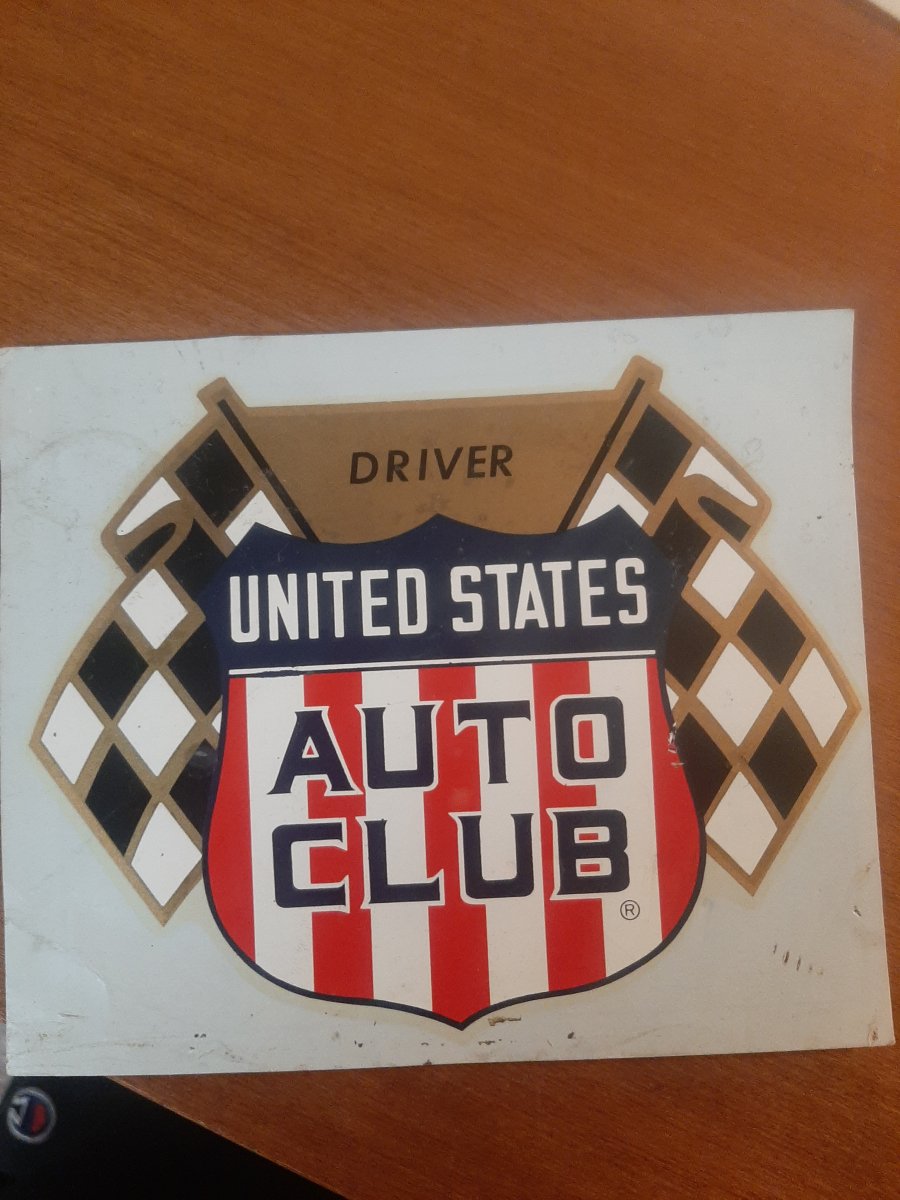 DRIVER
UNITED STATES
AUTO
CLUB
®